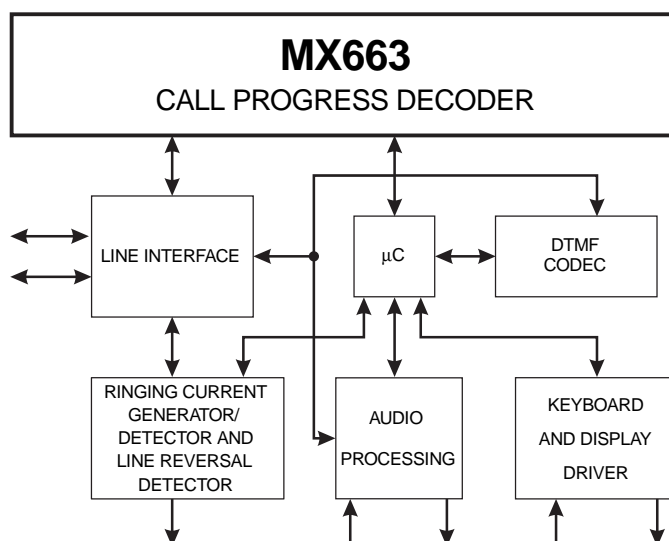 MX663
CALL PROGRESS DECODER
LINE INTERFACE
μC
DTMF
CODEC
RINGING CURRENT
GENERATOR/
DETECTOR AND
LINE REVERSAL
DETECTOR
AUDIO
PROCESSING
KEYBOARD
AND DISPLAY
DRIVER